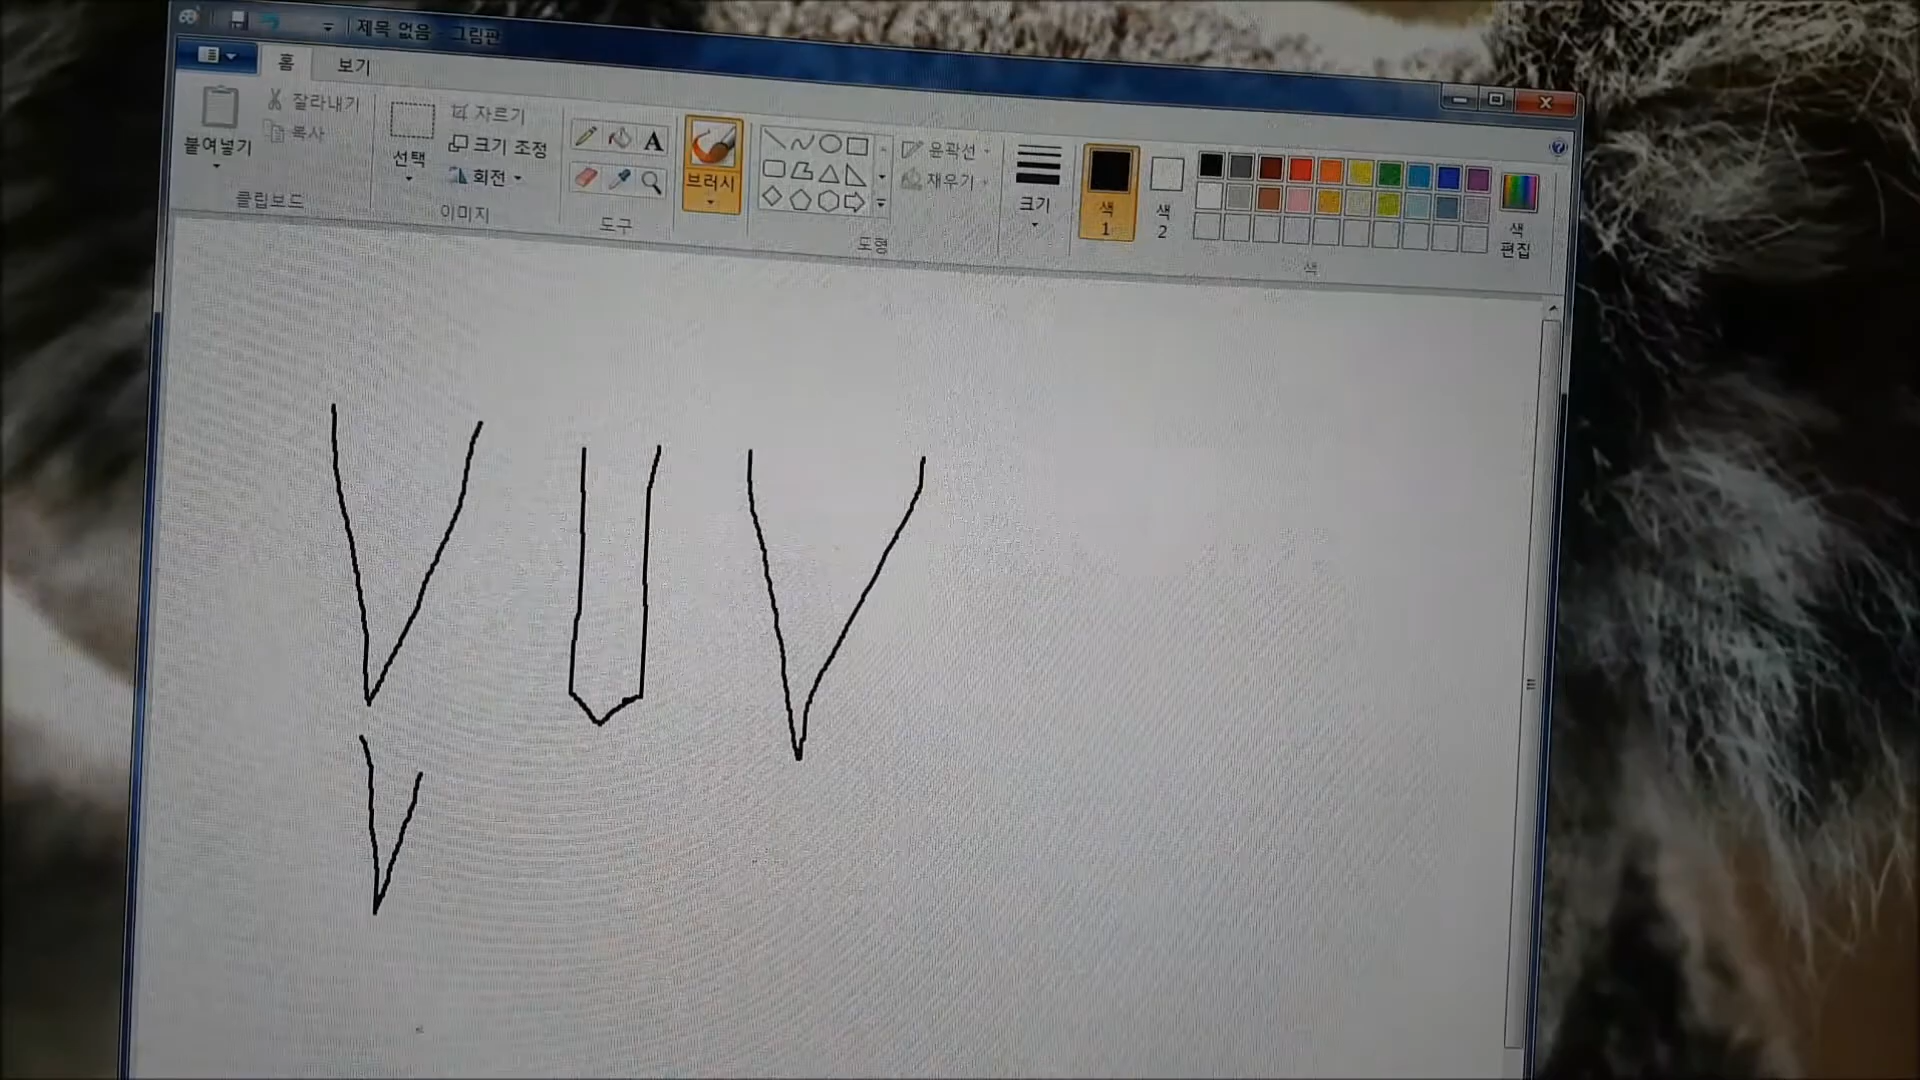 제목 없음 - 그림판
홈 보기
붙여넣기
잘라내기
복사
클립보드
선택
자르기
크기 조정
회전
이미지
A
도구
브러시
윤곽선
채우기
도형
크기
색
1
색
2
색
편집
색
V U V
V